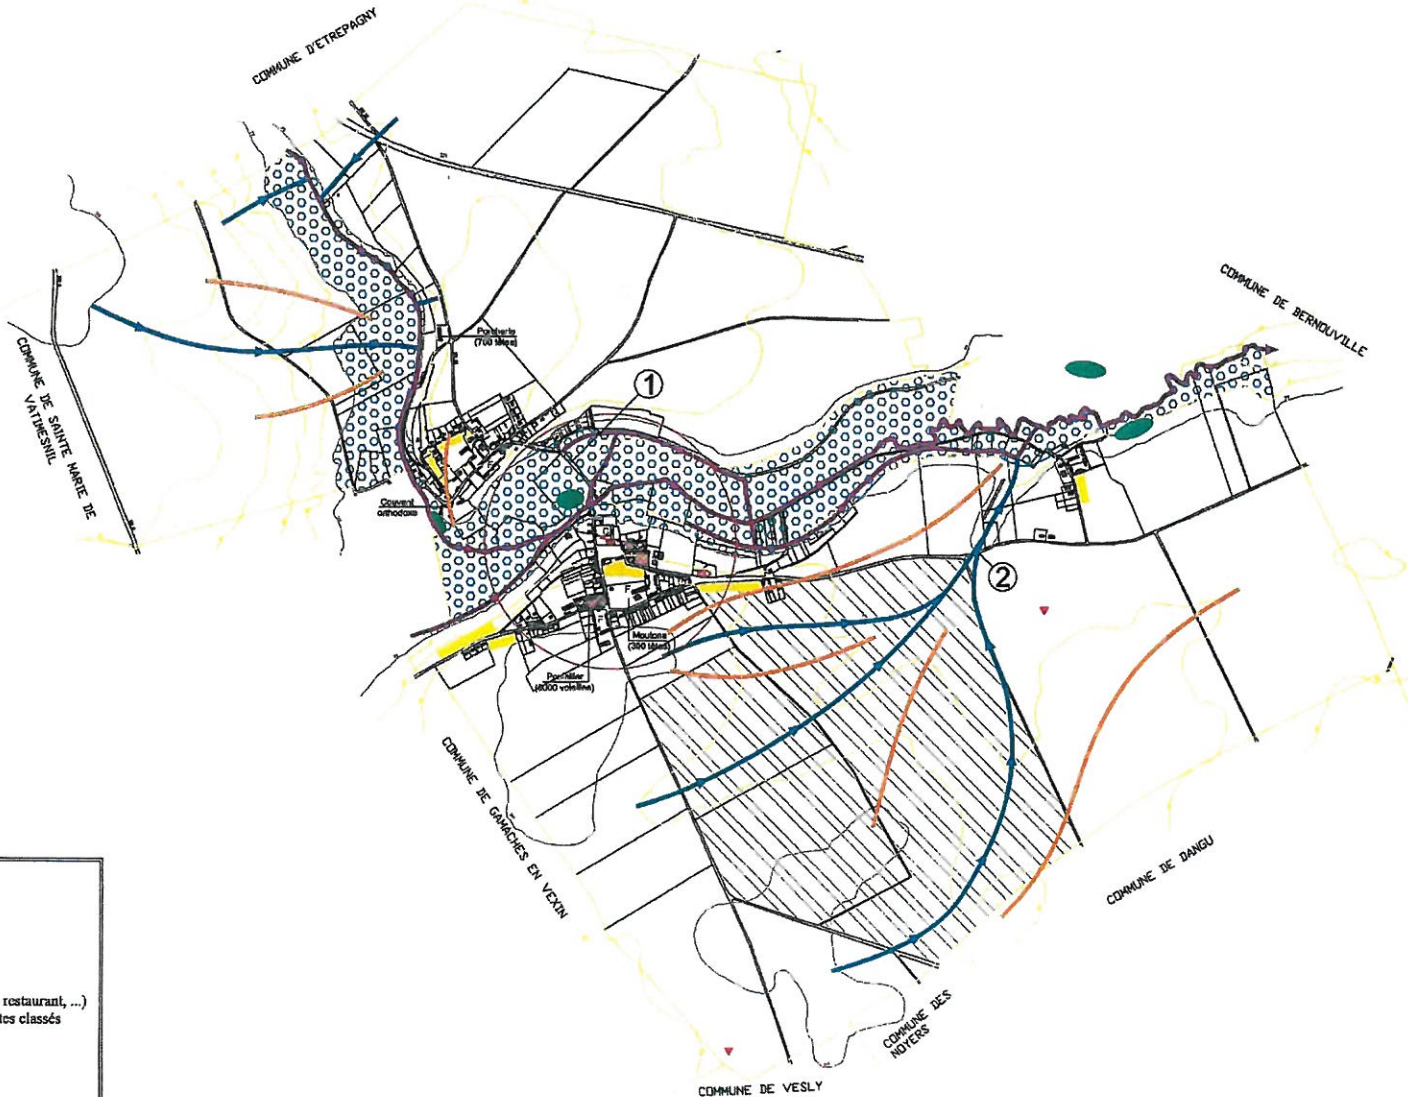 COMMUNE D'ETREPAGNY
COMMUNE DE BERNOUVILLE
COMMUNE DE SAINTE MARIE DE
VATIMESNIL
Porcherie
(700 têtes)
1
Couvent
orthodoxe
2
Moutons
(300 têtes)
F
F
(6000 volailles)
COMMUNE DE GAMACHES EN VEXIN
COMMUNE DE DANGU
restaurant, ...)
tes classés
COMMUNE DES
NOYERS
COMMUNE DE VESLY